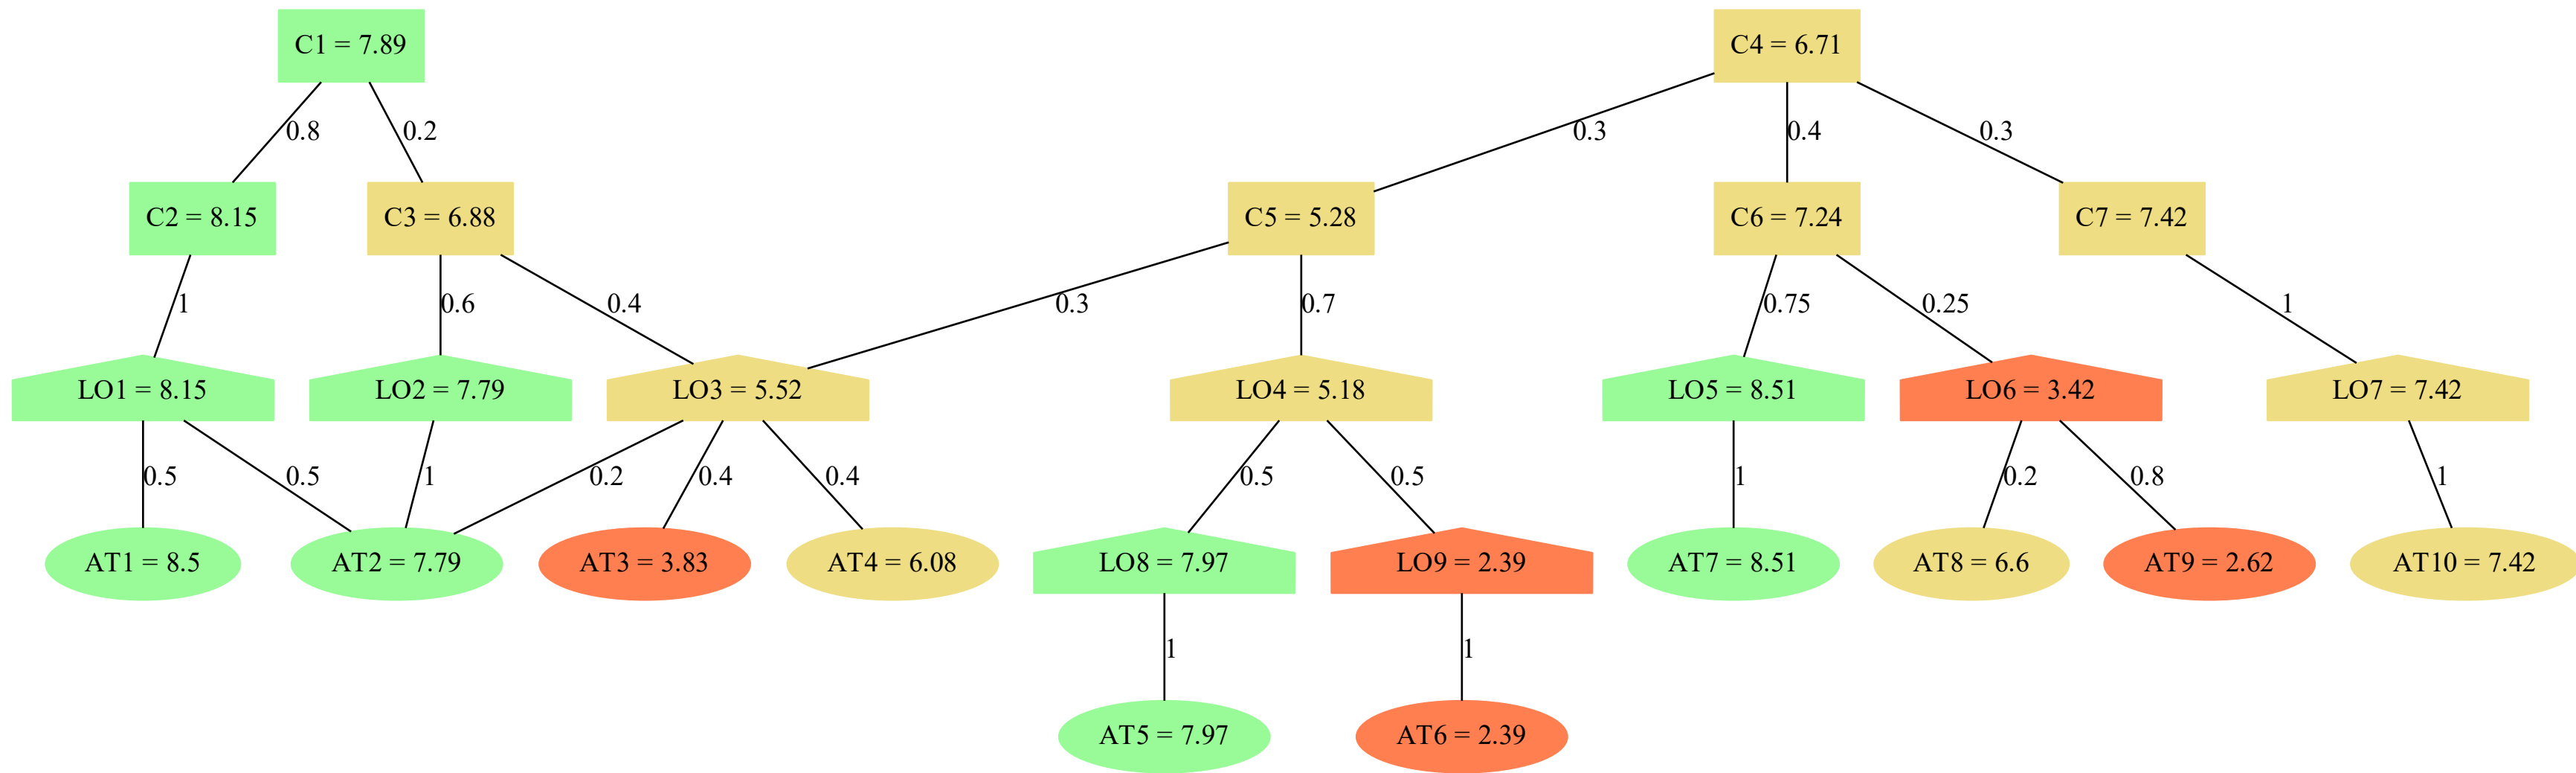 C1 = 7.89
C4 = 6.71
0.8
0.2
0.3
0.4
0.3
C2 = 8.15
C3 = 6.88
C5 = 5.28
C6 = 7.24
C7 = 7.42
1
0.6
0.4
0.3
0.7
0.75
0.25
1
LO1 = 8.15
LO2 = 7.79
LO3 = 5.52
LO4 = 5.18
LO5 = 8.51
LO6 = 3.42
LO7 = 7.42
0.5
0.5
1
0.2
0.4
0.4
0.5
0.5
1
0.2
0.8
1
AT1 = 8.5
AT2 = 7.79
AT3 = 3.83
AT4 = 6.08
LO8 = 7.97
LO9 = 2.39
AT7 = 8.51
AT8 = 6.6
AT9 = 2.62
AT10 = 7.42
1
1
AT5 = 7.97
AT6 = 2.39